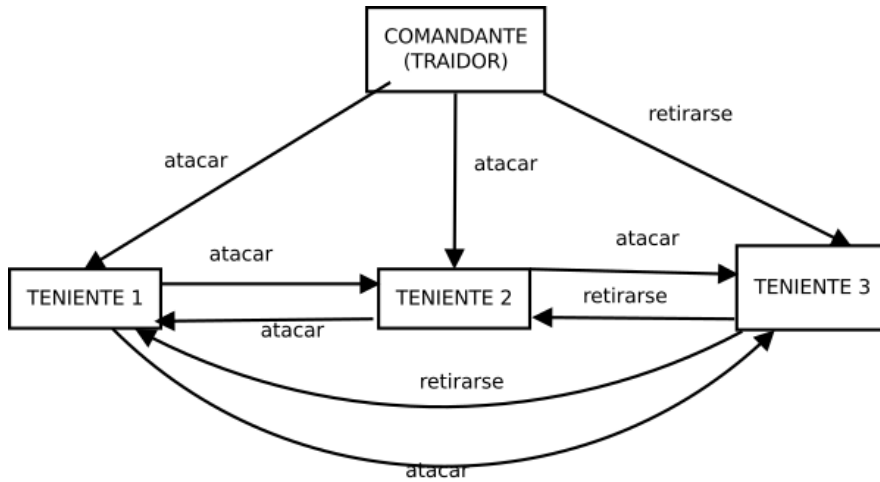 COMANDANTE
(TRAIDOR)
retirarse
atacar
atacar
atacar
atacar
TENIENTE 1
TENIENTE 2
TENIENTE 3
retirarse
atacar
retirarse
atacar